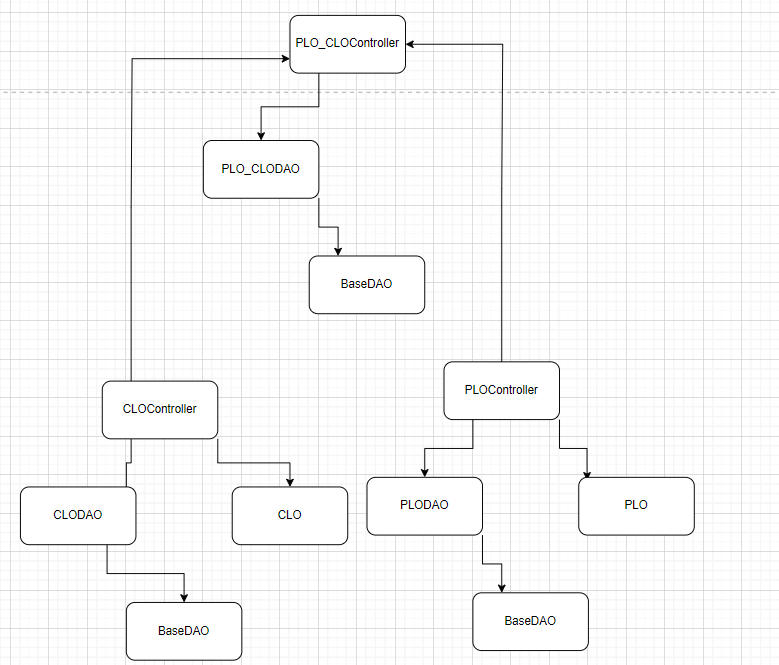 PLO_CLOController
PLO_CLODAO
BaseDAO
PLOController
CLOController
PLODAO
PLO
CLODAO
CLO
BaseDAO
BaseDAO